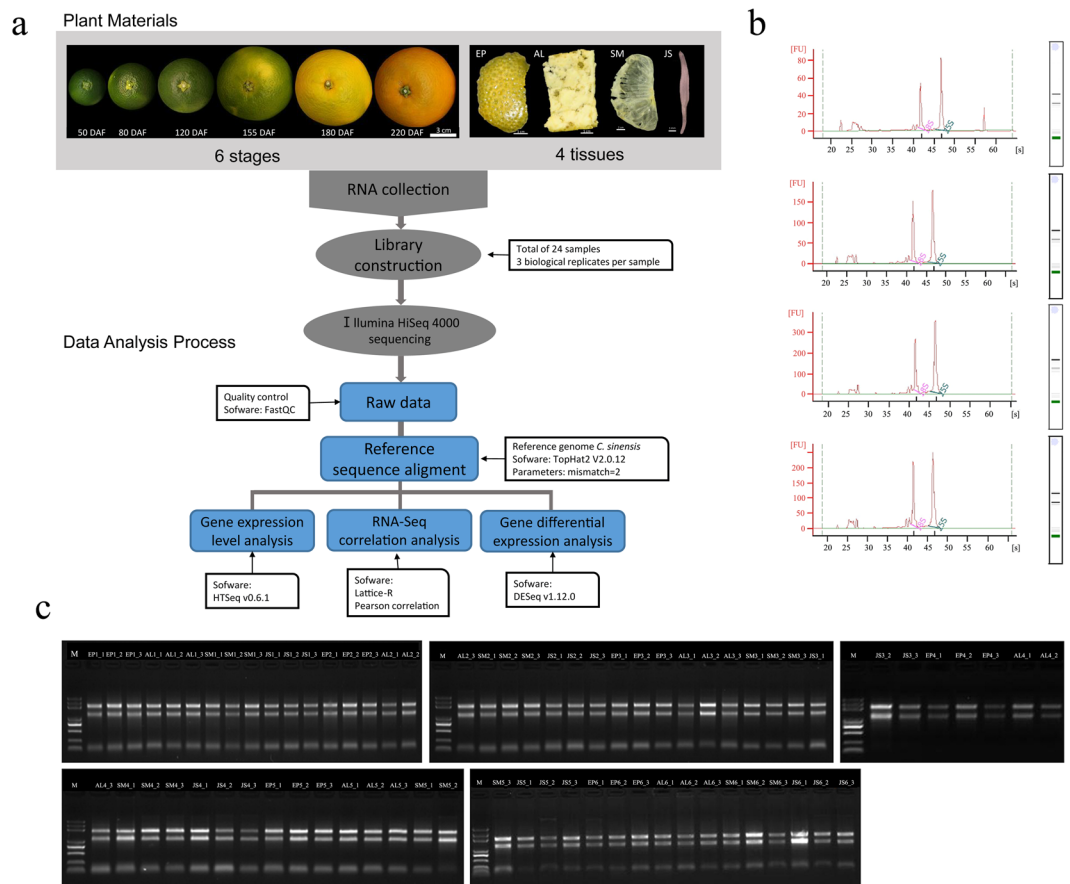 a
Plant Materials
50 DAF 80 DAF 120 DAF 155 DAF 180 DAF 220 DAF 3 cm
EP AL SM JS
6 stages
4 tissues
RNA collection
Library
construction
Total of 24 samples
3 biological replicates per sample
Illumina HiSeq 4000
sequencing
Data Analysis Process
Quality control
Sofware: FastQC
Raw data
Reference
sequence aligment
Reference genome C. sinensis
Sofware: TopHat2 V2.0.12
Parameters: mismatch=2
Gene expression
level analysis
RNA-Seq
correlation analysis
Gene differential
expression analysis
Sofware:
HTSeq v0.6.1
Sofware:
Lattice-R
Pearson correlation
Sofware:
DESeq v1.12.0
b
[FU]
80
60
40
20
0
18S 25S
20 25 30 35 40 45 50 55 60 [s]
[FU]
150
100
50
0
18S 25S
20 25 30 35 40 45 50 55 60 [s]
[FU]
300
200
100
0
18S 25S
20 25 30 35 40 45 50 55 60 [s]
[FU]
200
150
100
50
0
18S 25S
20 25 30 35 40 45 50 55 60 [s]
c
M EP1_1 EP1_2 EP1_3 AL1_1 AL1_2 AL1_3 SM1_1 SM1_2 SM1_3 JS1_1 JS1_2 JS1_3 EP2_1 EP2_2 EP2_3 AL2_1 AL2_2
M AL2_3 SM2_1 SM2_2 SM2_3 JS2_1 JS2_2 JS2_3 EP3_1 EP3_2 EP3_3 AL3_1 AL3_2 AL3_3 SM3_1 SM3_2 SM3_3 JS3_1
M JS3_2 JS3_3 EP4_1 EP4_2 EP4_3 AL4_1 AL4_2
M AL4_3 SM4_1 SM4_2 SM4_3 JS4_1 JS4_2 JS4_3 EP5_1 EP5_2 EP5_3 AL5_1 AL5_2 AL5_3 SM5_1 SM5_2
M SM5_3 JS5_1 JS5_2 JS5_3 EP6_1 EP6_2 EP6_3 AL6_1 AL6_2 AL6_3 SM6_1 SM6_2 SM6_3 JS6_1 JS6_2 JS6_3